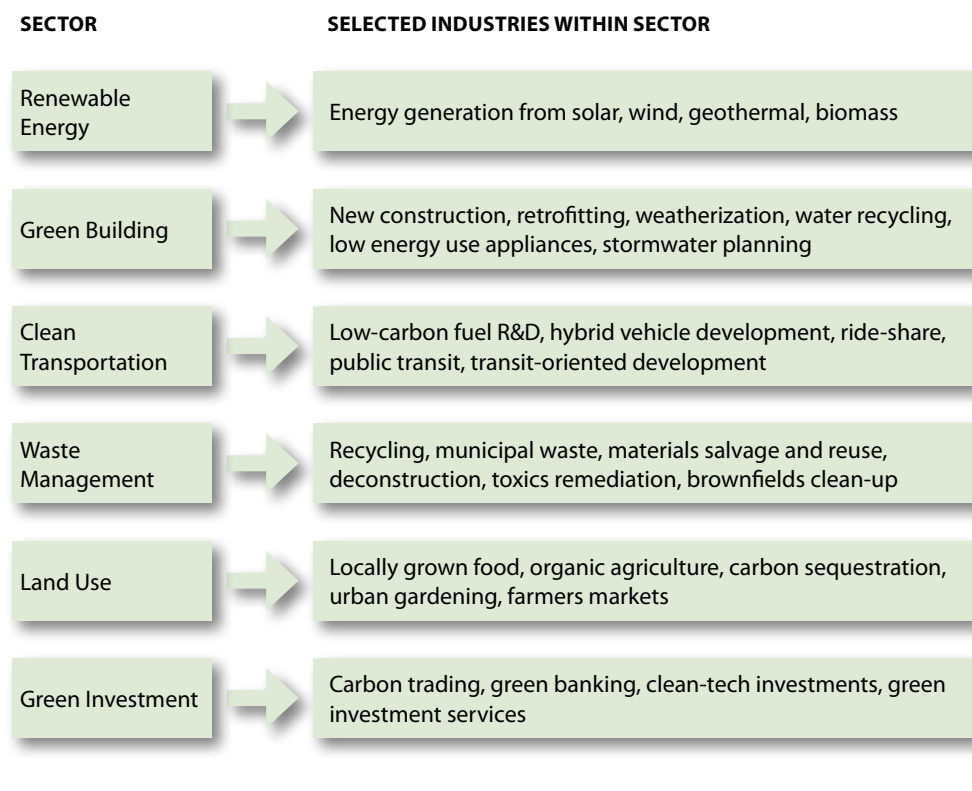 SECTOR
SELECTED INDUSTRIES WITHIN SECTOR
Renewable
Energy
Energy generation from solar, wind, geothermal, biomass
Green Building
New construction, retrofitting, weatherization, water recycling,
low energy use appliances, stormwater planning
Clean
Transportation
Low-carbon fuel R&D, hybrid vehicle development, ride-share,
public transit, transit-oriented development
Waste
Management
Recycling, municipal waste, materials salvage and reuse,
deconstruction, toxics remediation, brownfields clean-up
Land Use
Locally grown food, organic agriculture, carbon sequestration,
urban gardening, farmers markets
Green Investment
Carbon trading, green banking, clean-tech investments, green
investment services